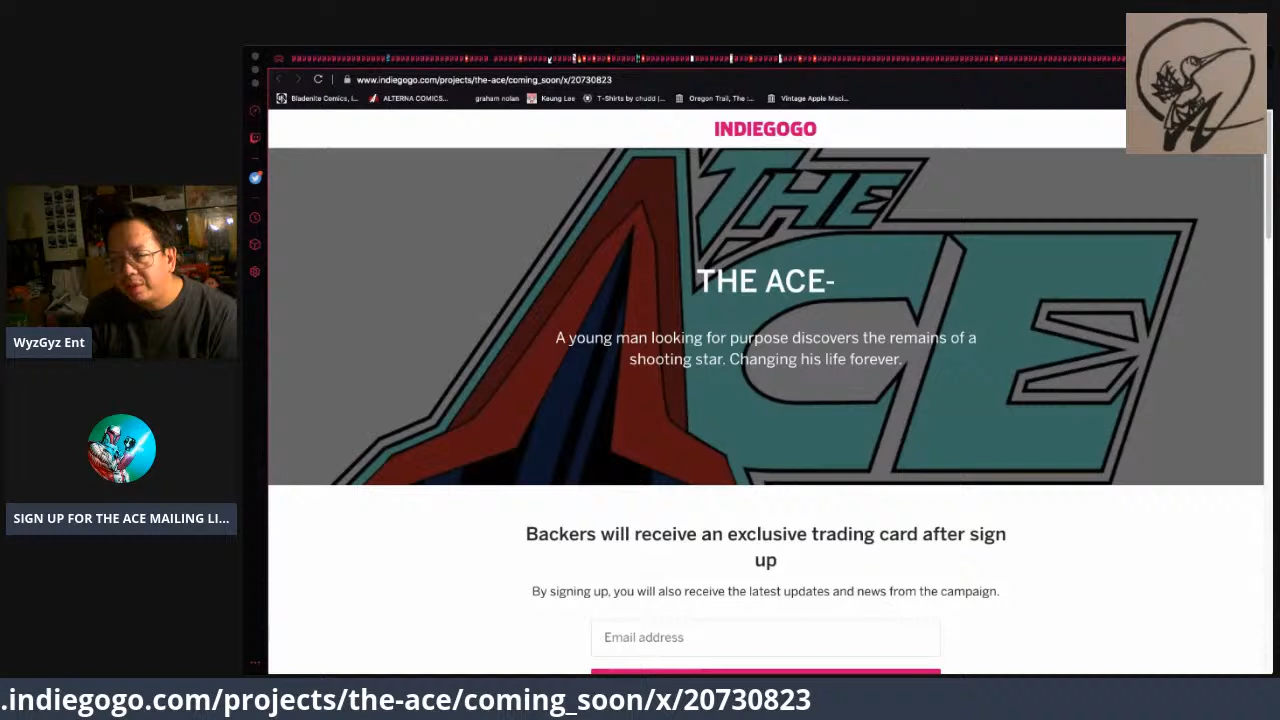 www.indiegogo.com/projects/the-ace/coming_soon/x/20730823
Bladenite Comics, I... ALTERNA COMICS... graham nolan Keung Lee T-Shirts by chudd |... Oregon Trail, The :... Vintage Apple Maci...
INDIEGOGO
THE
ACE
THE ACE-
A young man looking for purpose discovers the remains of a
shooting star. Changing his life forever.
WyzGyz Ent
SIGN UP FOR THE ACE MAILING LI...
Backers will receive an exclusive trading card after sign
up
By signing up, you will also receive the latest updates and news from the campaign.
Email address
.indiegogo.com/projects/the-ace/coming_soon/x/20730823